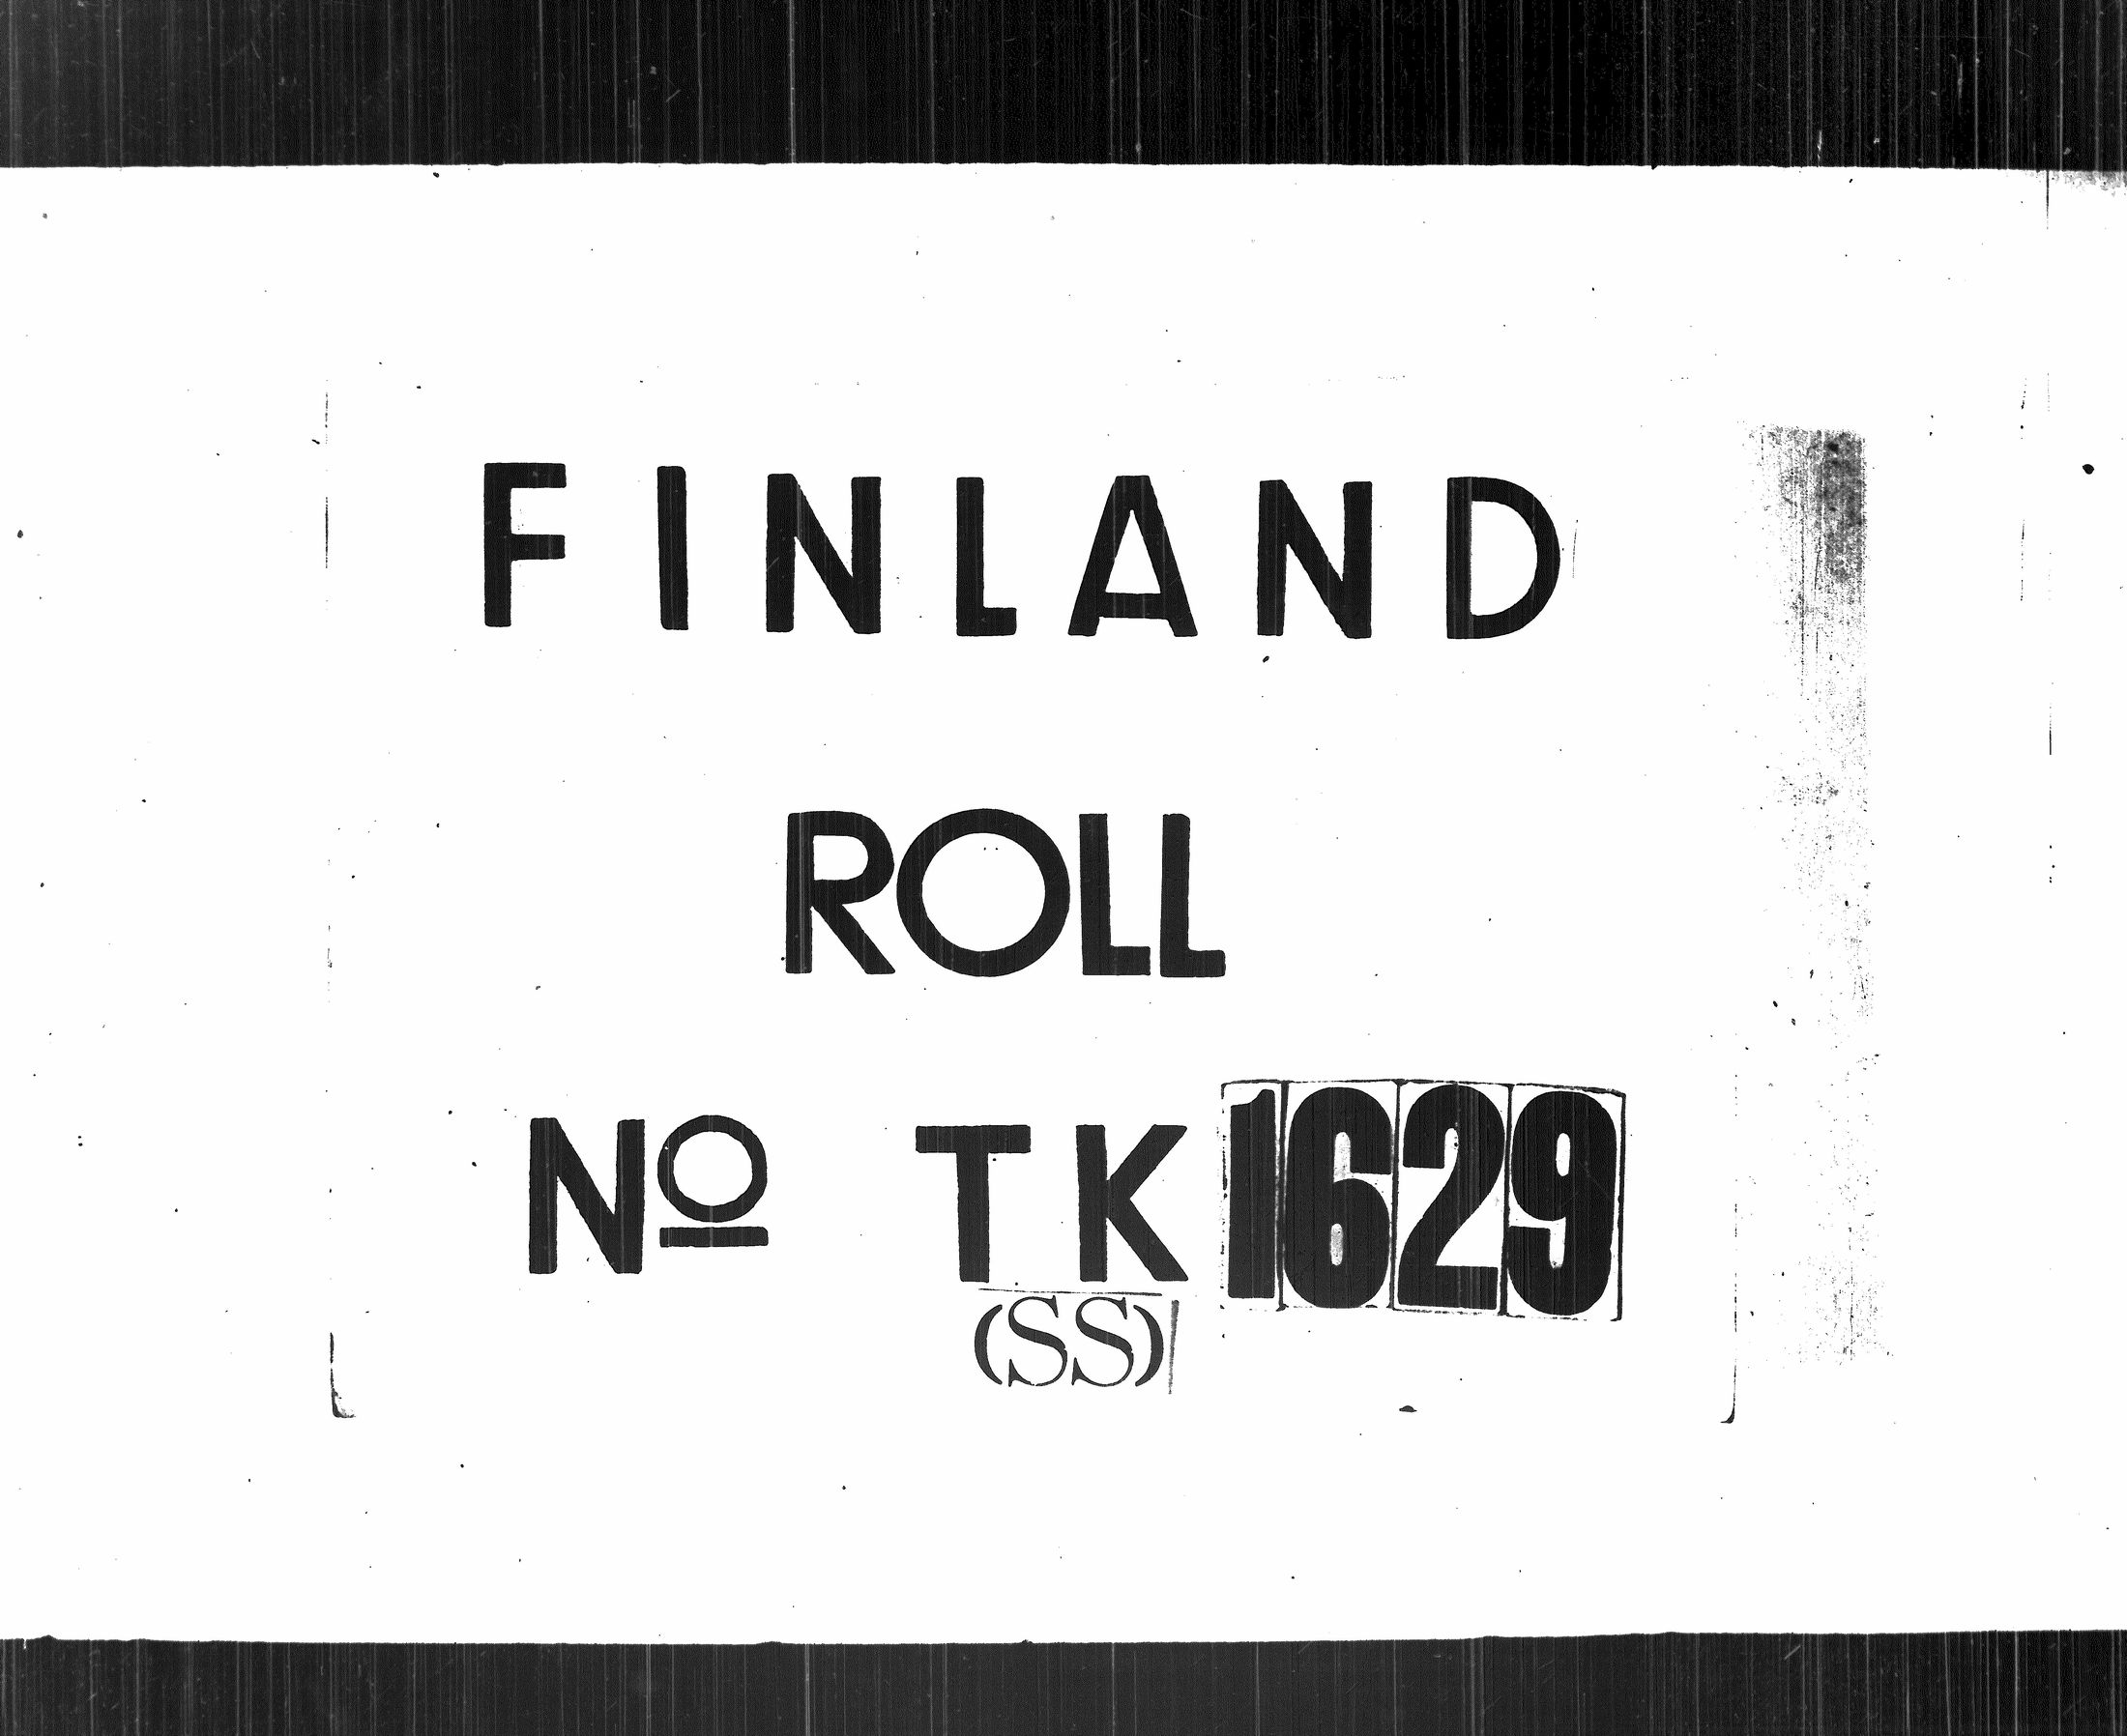 FINLAND
ROLL
Nº TK 1629
(SS)